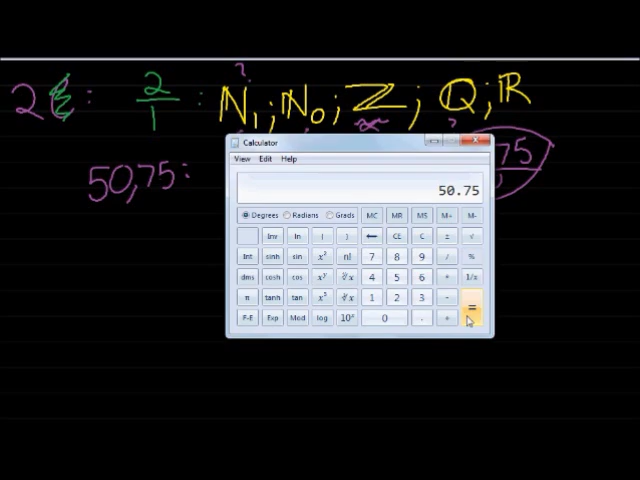 2 : 2/1 : N₁; N₀; ℤ; Q; ℝ
50,75:
75
Calculator
View Edit Help
50.75
Degrees Radians Grads MC MR MS M+ M-
Inv ln ( ) ← CE C ± √
Int sinh sin x² n! 7 8 9 / %
dms cosh cos xʸ ʸ√x 4 5 6 * 1/x
π tanh tan x³ ³√x 1 2 3 - =
F-E Exp Mod log 10ˣ 0 . +